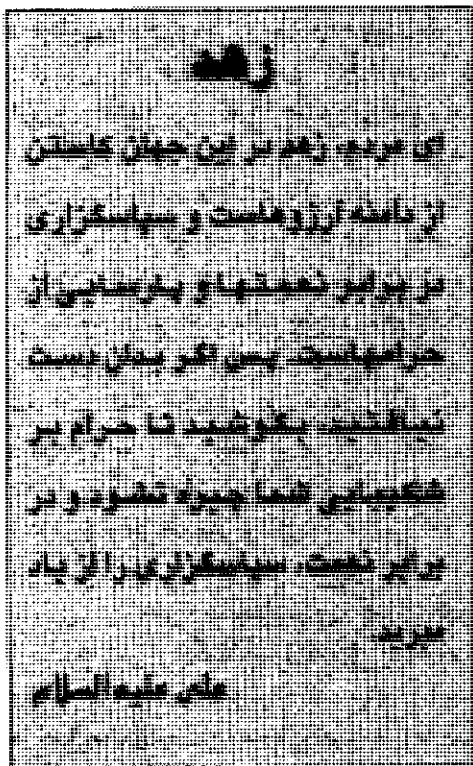 زهد
ای مردم، زهد در این جهان کاستن
از دامنه آرزوهاست و سپاسگزاری
در برابر نعمتها و پارسایی از
حرامهاست. پس اگر بدان دست
نیافتید، بکوشید تا حرام بر
شکیبایی شما چیره نشود و در
برابر نعمت، سپاسگزاری را از یاد
مبرید.
علی علیه السلام